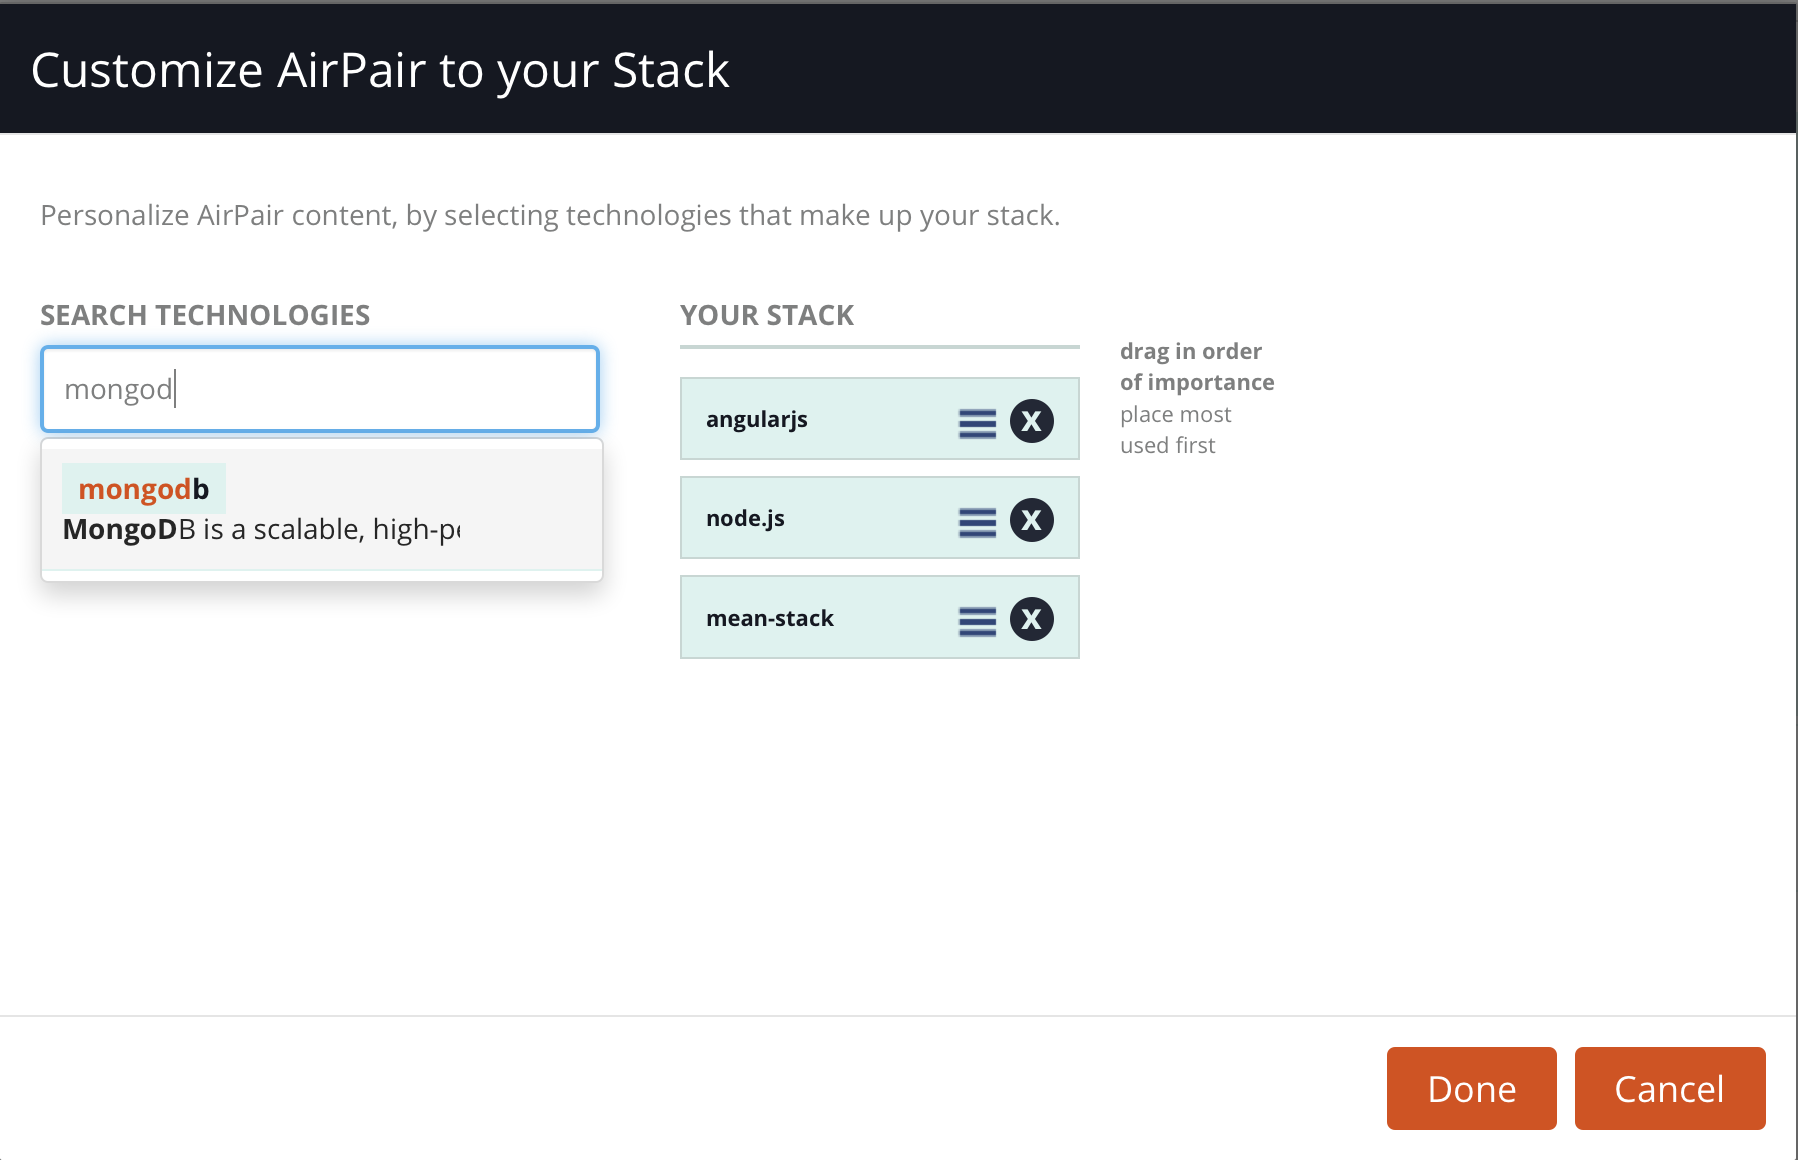 Customize AirPair to your Stack
Personalize AirPair content, by selecting technologies that make up your stack.
SEARCH TECHNOLOGIES
mongod
mongodb
MongoDB is a scalable, high-pe
YOUR STACK
angularjs
X
node.js
X
mean-stack
X
drag in order
of importance
place most
used first
Done
Cancel